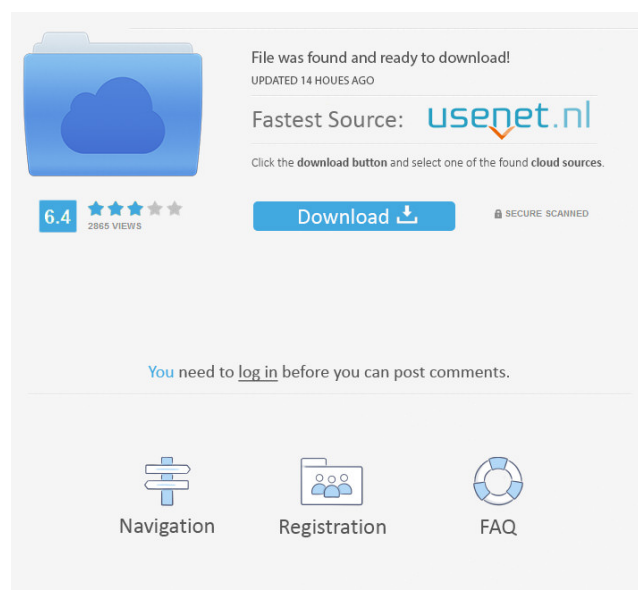 File was found and ready to download!
UPDATED 14 HOUES AGO
Fastest Source: usenet.nl
Click the download button and select one of the found cloud sources.
6.4
2865 VIEWS
Download
SECURE SCANNED
You need to log in before you can post comments.
Navigation
Registration
FAQ